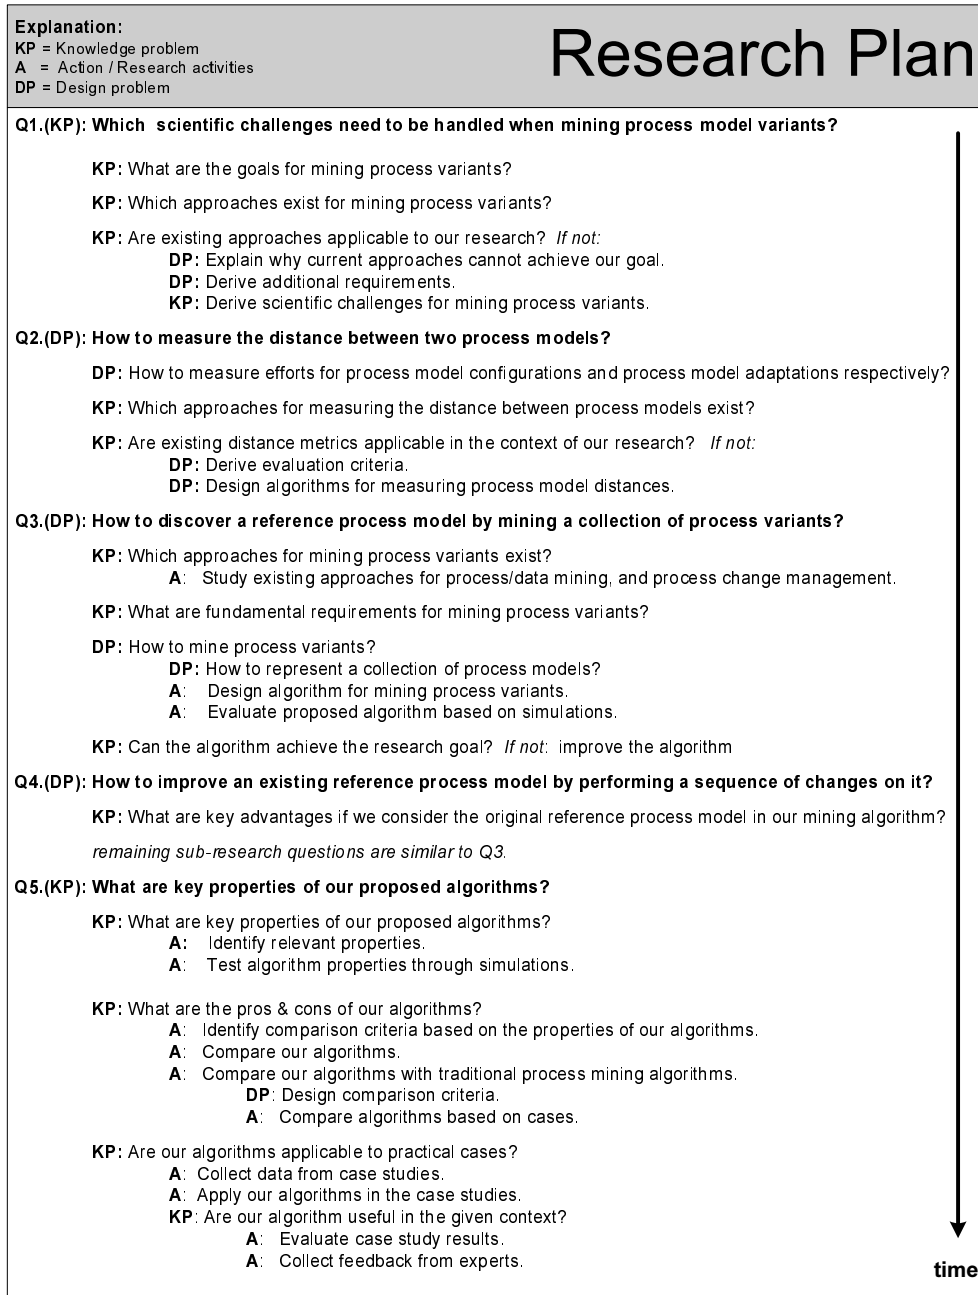 Explanation:
KP = Knowledge problem
A = Action / Research activities
DP = Design problem
Research Plan
Q1.(KP): Which scientific challenges need to be handled when mining process model variants?
KP: What are the goals for mining process variants?
KP: Which approaches exist for mining process variants?
KP: Are existing approaches applicable to our research? If not:
DP: Explain why current approaches cannot achieve our goal.
DP: Derive additional requirements.
KP: Derive scientific challenges for mining process variants.
Q2.(DP): How to measure the distance between two process models?
DP: How to measure efforts for process model configurations and process model adaptations respectively?
KP: Which approaches for measuring the distance between process models exist?
KP: Are existing distance metrics applicable in the context of our research? If not:
DP: Derive evaluation criteria.
DP: Design algorithms for measuring process model distances.
Q3.(DP): How to discover a reference process model by mining a collection of process variants?
KP: Which approaches for mining process variants exist?
A: Study existing approaches for process/data mining, and process change management.
KP: What are fundamental requirements for mining process variants?
DP: How to mine process variants?
DP: How to represent a collection of process models?
A: Design algorithm for mining process variants.
A: Evaluate proposed algorithm based on simulations.
KP: Can the algorithm achieve the research goal? If not: improve the algorithm
Q4.(DP): How to improve an existing reference process model by performing a sequence of changes on it?
KP: What are key advantages if we consider the original reference process model in our mining algorithm?
remaining sub-research questions are similar to Q3.
Q5.(KP): What are key properties of our proposed algorithms?
KP: What are key properties of our proposed algorithms?
A: Identify relevant properties.
A: Test algorithm properties through simulations.
KP: What are the pros & cons of our algorithms?
A: Identify comparison criteria based on the properties of our algorithms.
A: Compare our algorithms.
A: Compare our algorithms with traditional process mining algorithms.
DP: Design comparison criteria.
A: Compare algorithms based on cases.
KP: Are our algorithms applicable to practical cases?
A: Collect data from case studies.
A: Apply our algorithms in the case studies.
KP: Are our algorithm useful in the given context?
A: Evaluate case study results.
A: Collect feedback from experts.
time